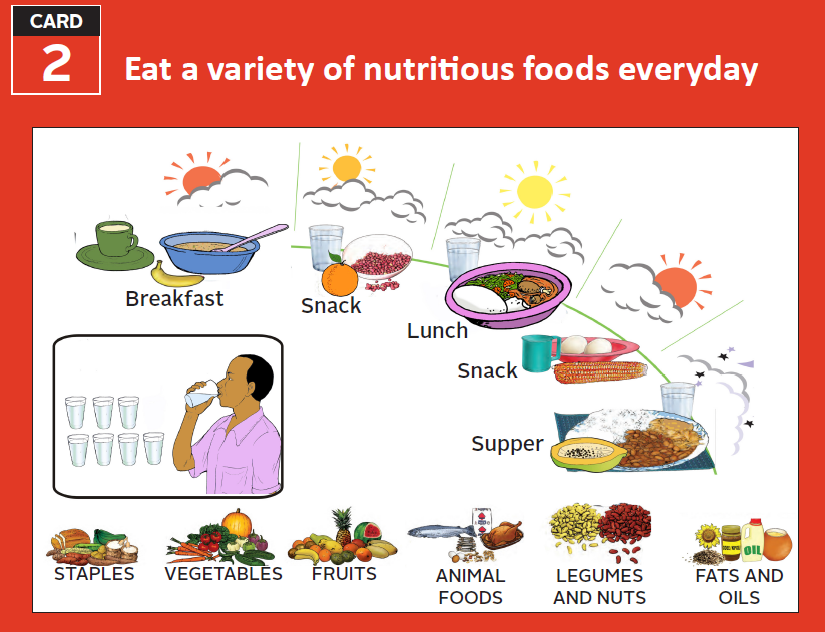 CARD
2
Eat a variety of nutritious foods everyday
Breakfast
Snack
Lunch
Snack
Supper
STAPLES
VEGETABLES
FRUITS
ANIMAL
FOODS
LEGUMES
AND NUTS
FATS AND
OILS
OIL